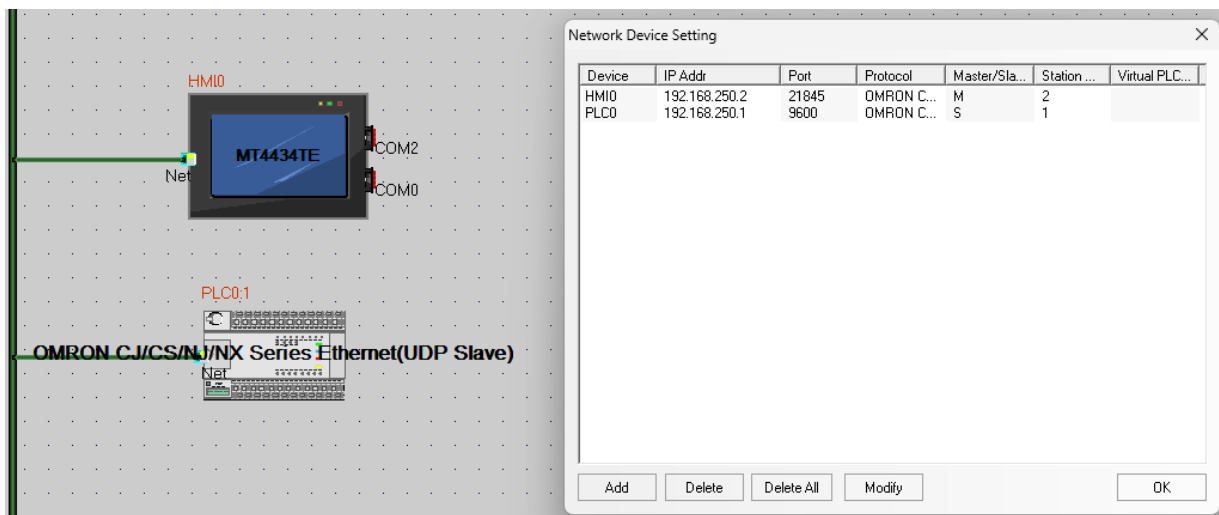 HMI0
MT4434TE
COM2
COM0
Net
PLC0:1
OMRON CJ/CS/NJ/NX Series Ethernet(UDP Slave)
Net
Network Device Setting
Device IP Addr Port Protocol Master/Sla... Station ... Virtual PLC...
HMI0 192.168.250.2 21845 OMRON C... M 2
PLC0 192.168.250.1 9600 OMRON C... S 1
Add Delete Delete All Modify OK